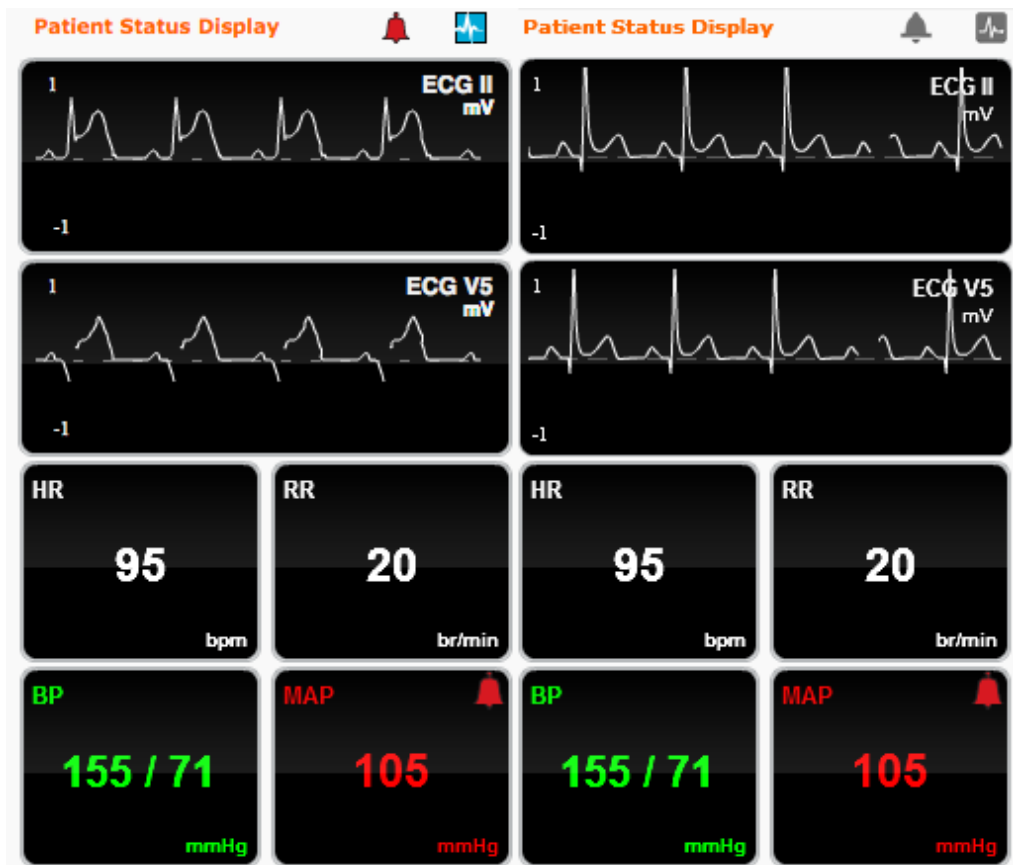 Patient Status Display
1
ECG II
mV
-1
1
ECG V5
mV
-1
HR
95
bpm
RR
20
br/min
BP
155 / 71
mmHg
MAP
105
mmHg
Patient Status Display
1
ECG II
mV
-1
1
ECG V5
mV
-1
HR
95
bpm
RR
20
br/min
BP
155 / 71
mmHg
MAP
105
mmHg